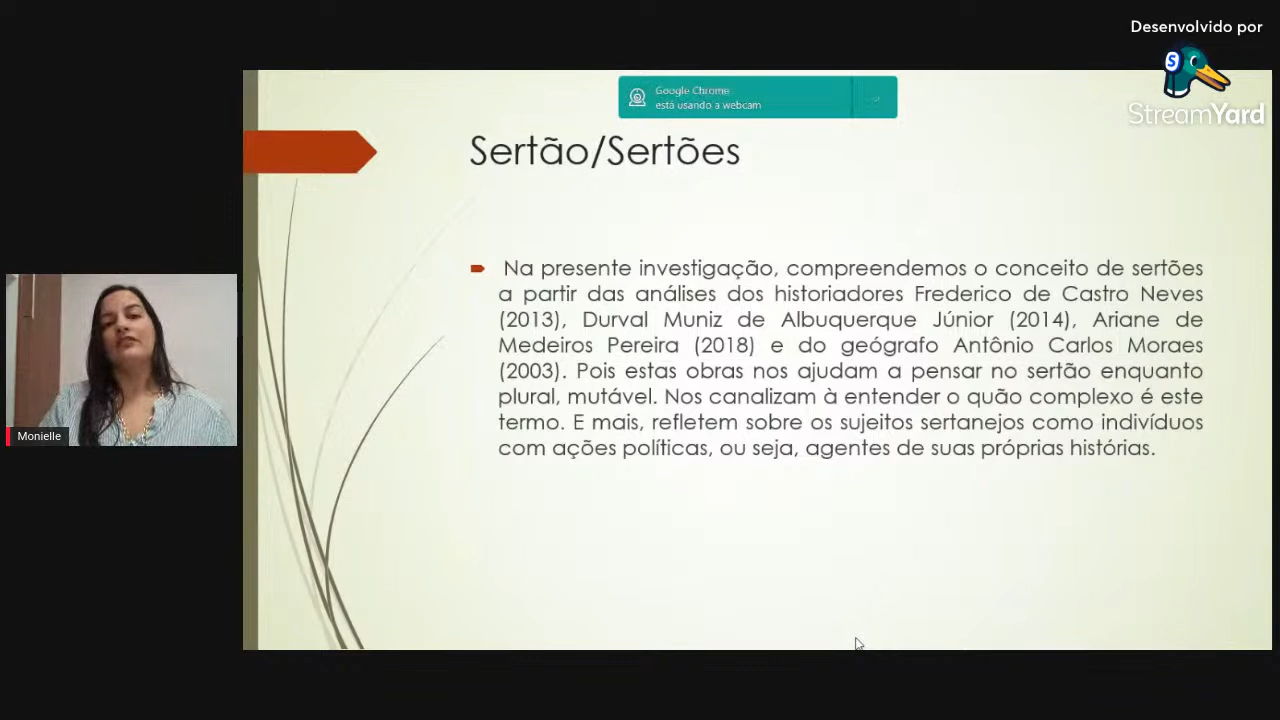 Desenvolvido por
StreamYard
Google Chrome
está usando a webcam
Sertão/Sertões
Na presente investigação, compreendemos o conceito de sertões
a partir das análises dos historiadores Frederico de Castro Neves
(2013), Durval Muniz de Albuquerque Júnior (2014), Ariane de
Medeiros Pereira (2018) e do geógrafo Antônio Carlos Moraes
(2003). Pois estas obras nos ajudam a pensar no sertão enquanto
plural, mutável. Nos canalizam à entender o quão complexo é este
termo. E mais, refletem sobre os sujeitos sertanejos como indivíduos
com ações políticas, ou seja, agentes de suas próprias histórias.
Monielle